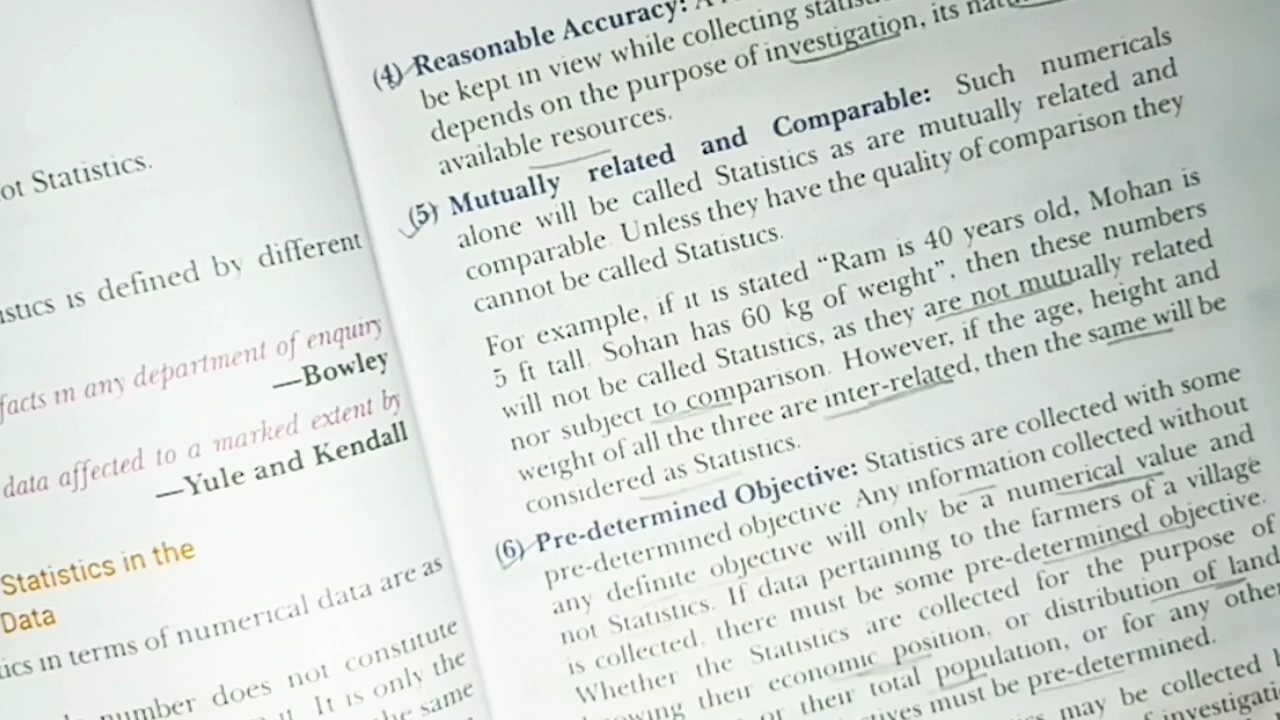 ot Statistics.
istics is defined by different
facts in any department of enquiry
—Bowley
data affected to a marked extent by
—Yule and Kendall
Statistics in the
Data
ics in terms of numerical data are as
number does not constitute
It is only the
the same
(4) Reasonable Accuracy: A
be kept in view while collecting
depends on the purpose of investigation, its
available resources.
(5) Mutually related and Comparable: Such numericals
alone will be called Statistics as are mutually related and
comparable. Unless they have the quality of comparison they
cannot be called Statistics.
For example, if it is stated “Ram is 40 years old, Mohan is
5 ft tall, Sohan has 60 kg of weight”, then these numbers
will not be called Statistics, as they are not mutually related
nor subject to comparison. However, if the age, height and
weight of all the three are inter-related, then the same will be
considered as Statistics.
(6) Pre-determined Objective: Statistics are collected with some
pre-determined objective Any information collected without
any definite objective will only be a numerical value and
not Statistics. If data pertaining to the farmers of a village
is collected, there must be some pre-determined objective.
Whether the Statistics are collected for the purpose of
owing their economic position, or distribution of land
or their total population, or for any other
tives must be pre-determined.
may be collected
investigati